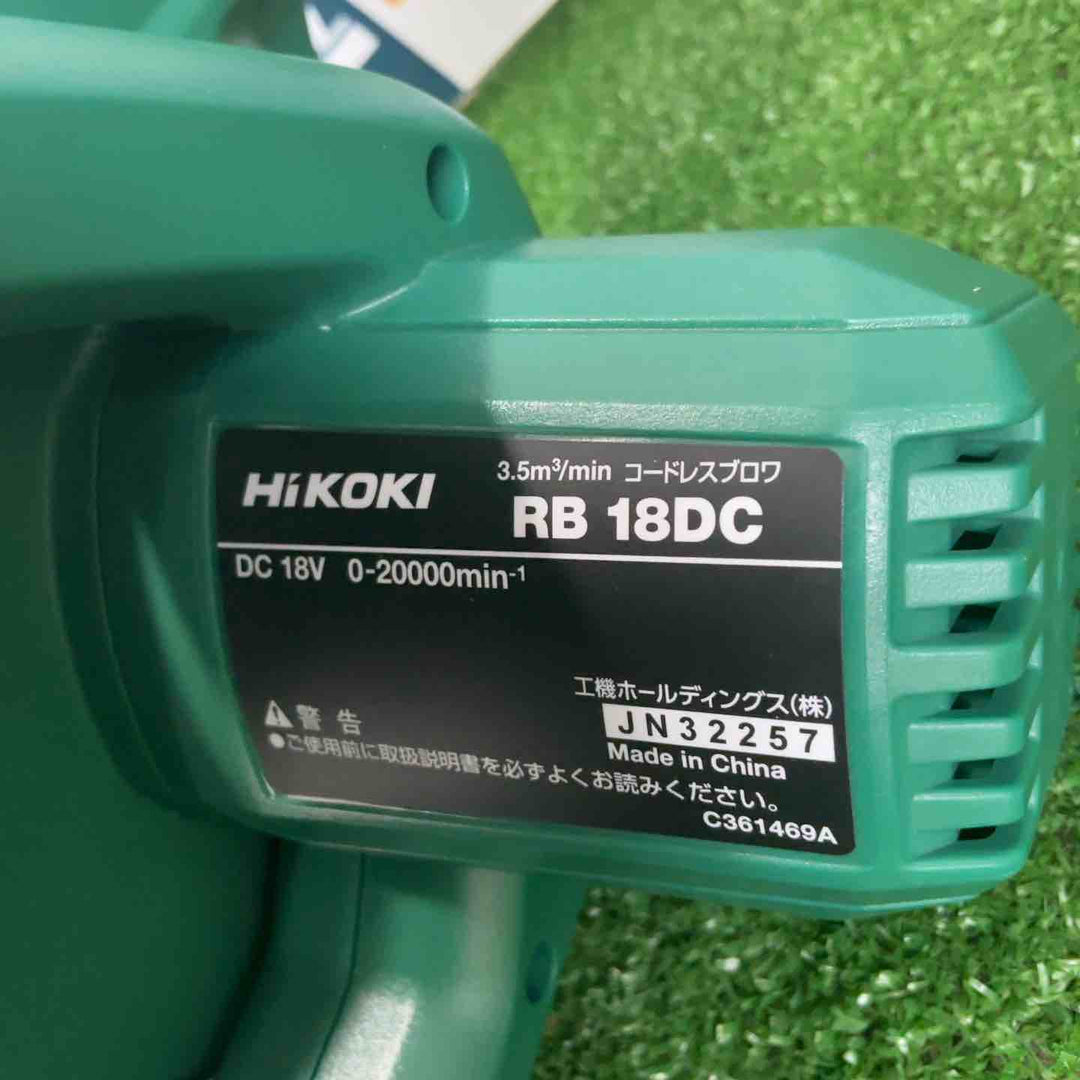 HiKOKI
3.5m³/min コードレスブロワ
RB 18DC
DC 18V 0-20000min⁻¹
工機ホールディングス(株)
JN32257
Made in China
⚠警告
●ご使用前に取扱説明書を必ずよくお読みください。
C361469A